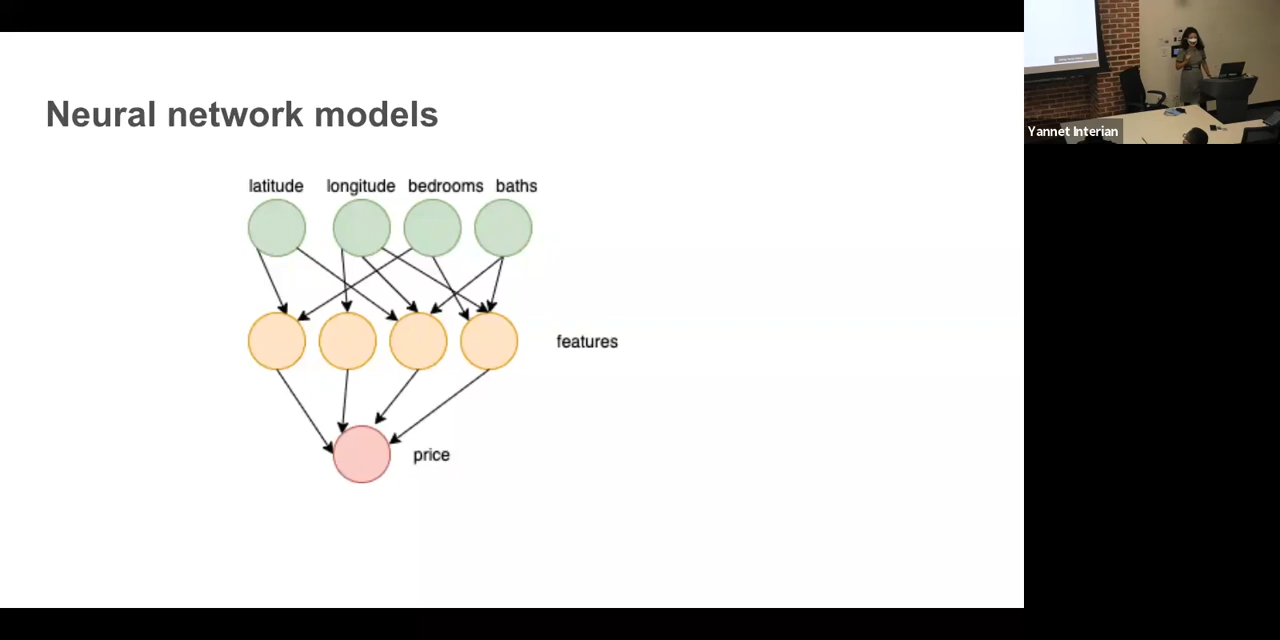 Neural network models
latitude longitude bedrooms baths
features
price
Yannet Interian